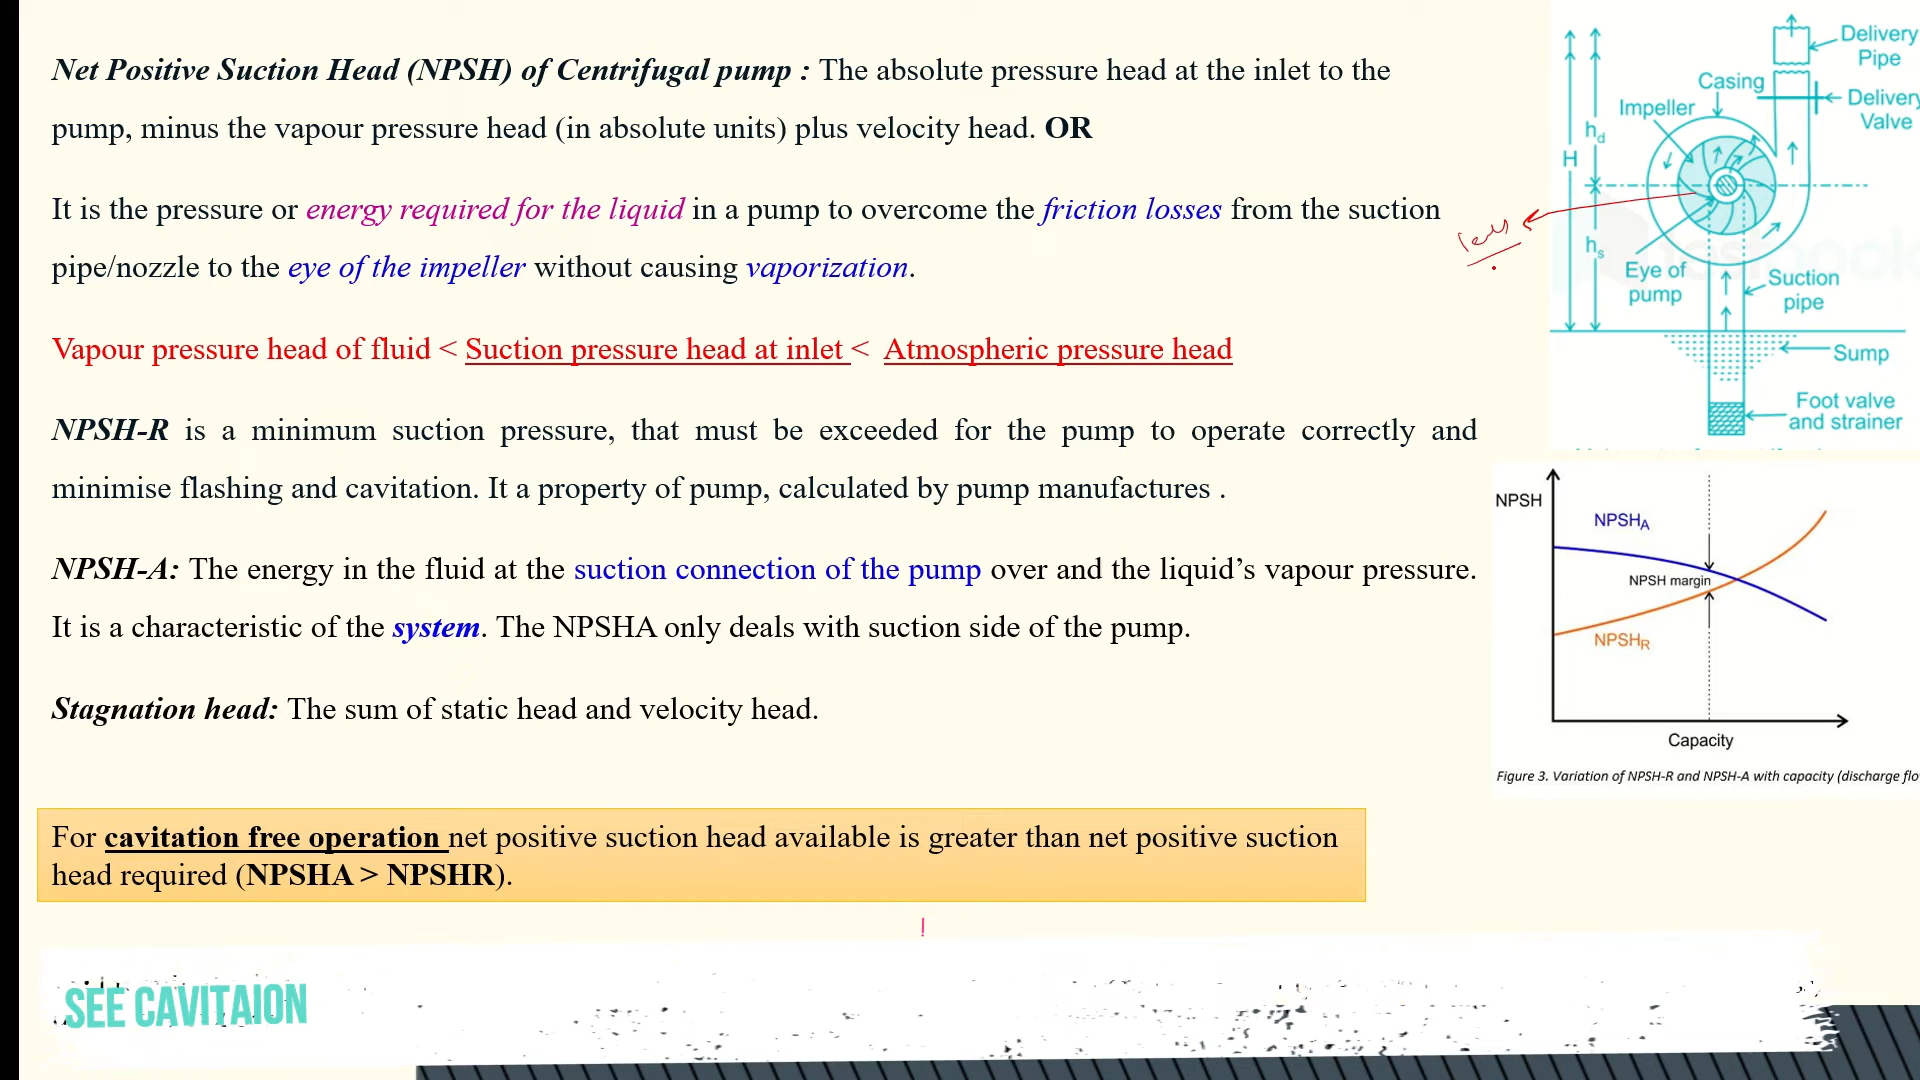 Net Positive Suction Head (NPSH) of Centrifugal pump : The absolute pressure head at the inlet to the
pump, minus the vapour pressure head (in absolute units) plus velocity head. OR
It is the pressure or energy required for the liquid in a pump to overcome the friction losses from the suction
pipe/nozzle to the eye of the impeller without causing vaporization.
Vapour pressure head of fluid < Suction pressure head at inlet < Atmospheric pressure head
NPSH-R is a minimum suction pressure, that must be exceeded for the pump to operate correctly and
minimise flashing and cavitation. It a property of pump, calculated by pump manufactures .
NPSH-A: The energy in the fluid at the suction connection of the pump over and the liquid's vapour pressure.
It is a characteristic of the system. The NPSHA only deals with suction side of the pump.
Stagnation head: The sum of static head and velocity head.
For cavitation free operation net positive suction head available is greater than net positive suction
head required (NPSHA > NPSHR).
SEE CAVITAION
Delivery
Pipe
Casing
Delivery
Valve
Impeller
hd
H
hs
Eye of
pump
Suction
pipe
Sump
Foot valve
and strainer
NPSH
NPSHA
NPSH margin
NPSHR
Capacity
Figure 3. Variation of NPSH-R and NPSH-A with capacity (discharge flo